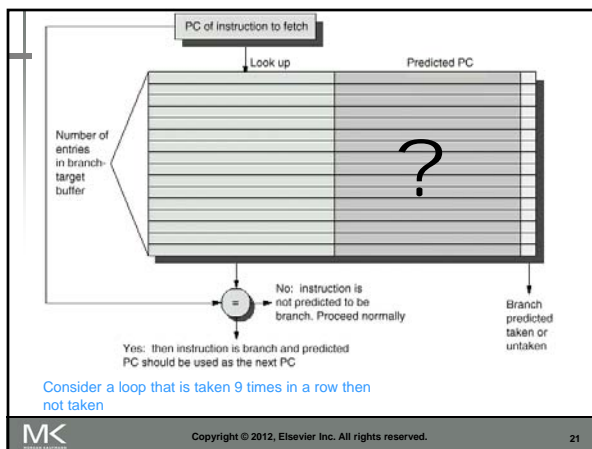 PC of instruction to fetch
Look up
Predicted PC
Number of
entries
in branch-
target
buffer
?
=
No: instruction is
not predicted to be
branch. Proceed normally
Branch
predicted
taken or
untaken
Yes: then instruction is branch and predicted
PC should be used as the next PC
Consider a loop that is taken 9 times in a row then
not taken
MK
MORGAN KAUFMANN
Copyright © 2012, Elsevier Inc. All rights reserved.
21